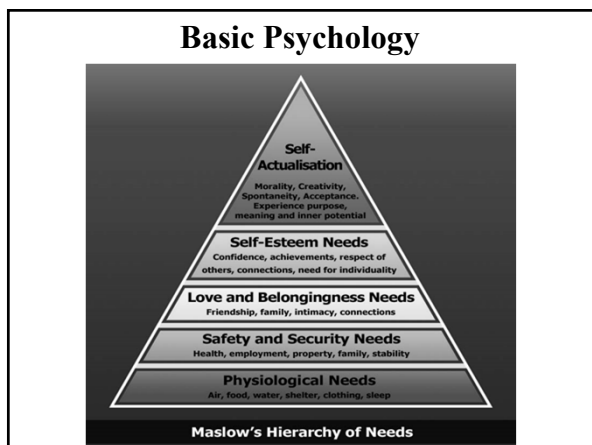 Basic Psychology
Self-
Actualisation
Morality, Creativity,
Spontaneity, Acceptance.
Experience purpose,
meaning and inner potential
Self-Esteem Needs
Confidence, achievements, respect of
others, connections, need for individuality
Love and Belongingness Needs
Friendship, family, intimacy, connections
Safety and Security Needs
Health, employment, property, family, stability
Physiological Needs
Air, food, water, shelter, clothing, sleep
Maslow's Hierarchy of Needs